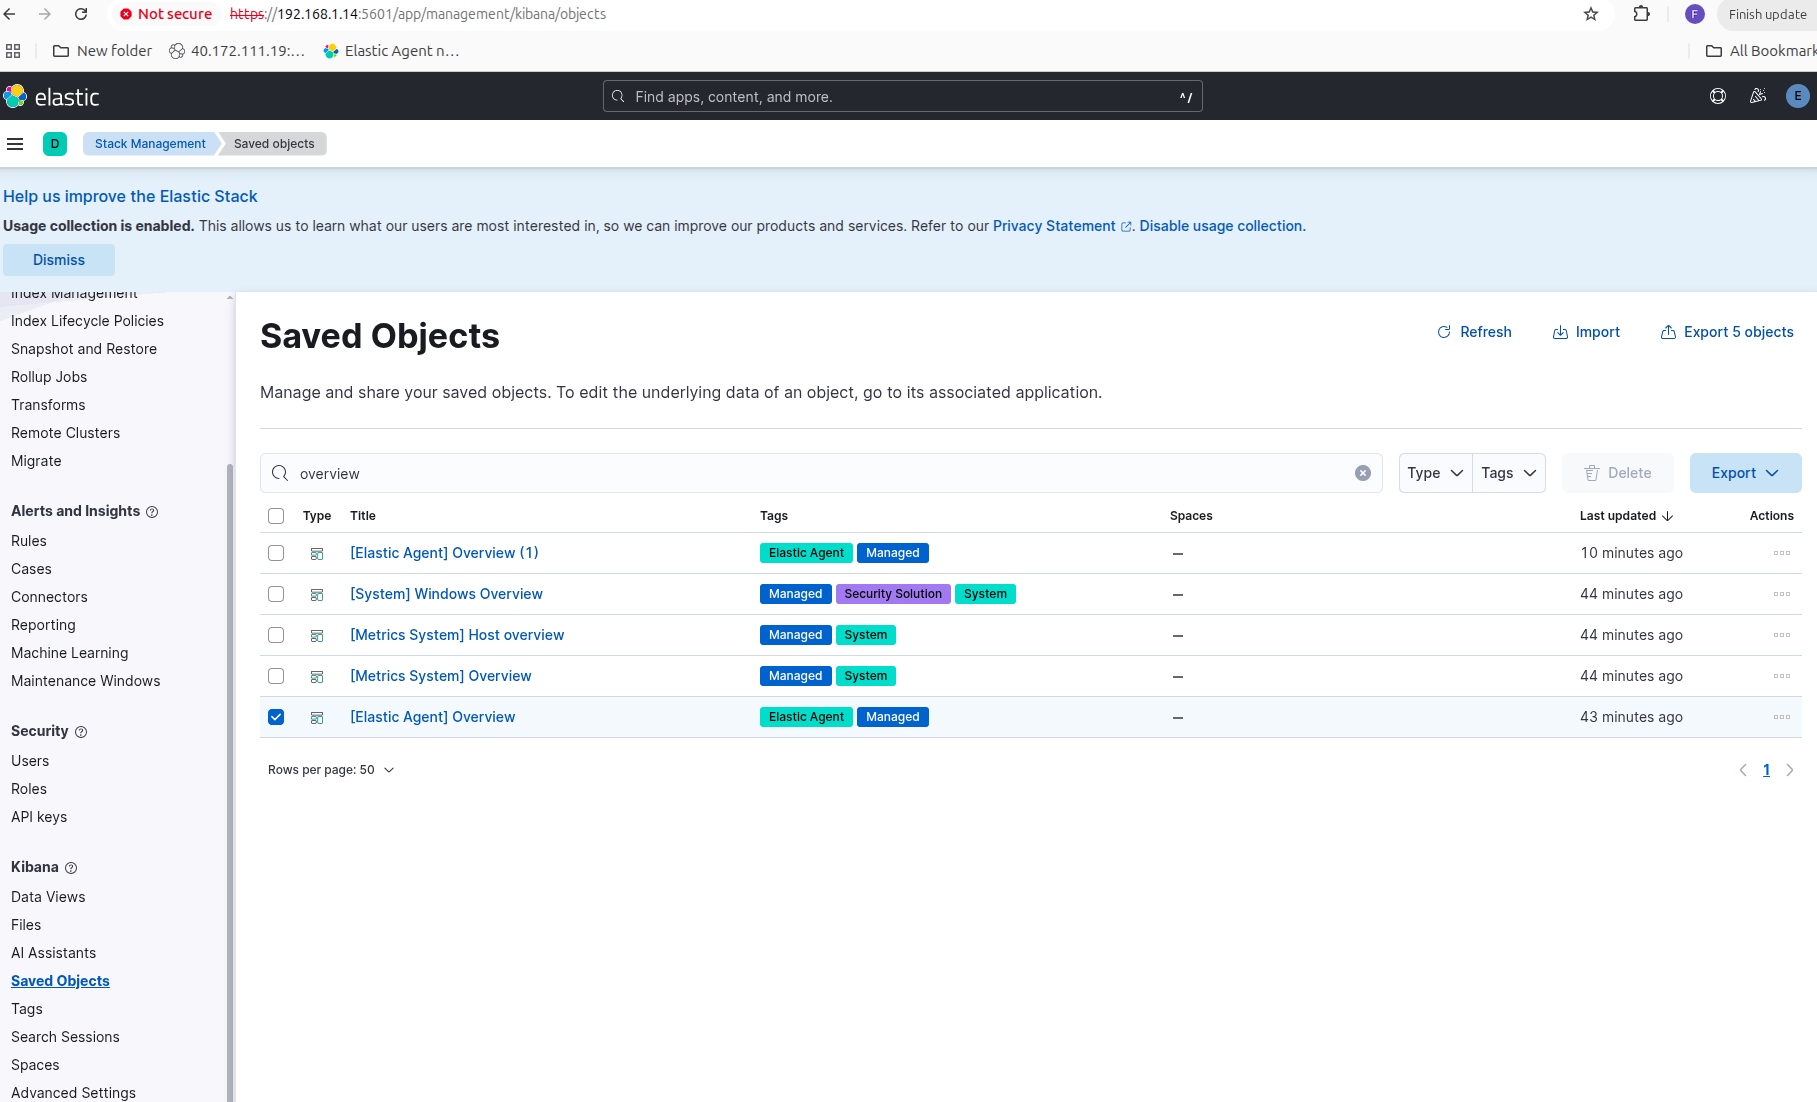 Not secure https://192.168.1.14:5601/app/management/kibana/objects F Finish update
New folder 40.172.111.19:... Elastic Agent n... All Bookmark
elastic Find apps, content, and more. ^/ E
D Stack Management Saved objects
Help us improve the Elastic Stack
Usage collection is enabled. This allows us to learn what our users are most interested in, so we can improve our products and services. Refer to our Privacy Statement. Disable usage collection.
Dismiss
Index Management
Index Lifecycle Policies
Snapshot and Restore
Rollup Jobs
Transforms
Remote Clusters
Migrate
Alerts and Insights
Rules
Cases
Connectors
Reporting
Machine Learning
Maintenance Windows
Security
Users
Roles
API keys
Kibana
Data Views
Files
AI Assistants
Saved Objects
Tags
Search Sessions
Spaces
Advanced Settings
Saved Objects Refresh Import Export 5 objects
Manage and share your saved objects. To edit the underlying data of an object, go to its associated application.
overview Type Tags Delete Export
Type Title Tags Spaces Last updated Actions
[Elastic Agent] Overview (1) Elastic Agent Managed — 10 minutes ago
[System] Windows Overview Managed Security Solution System — 44 minutes ago
[Metrics System] Host overview Managed System — 44 minutes ago
[Metrics System] Overview Managed System — 44 minutes ago
[Elastic Agent] Overview Elastic Agent Managed — 43 minutes ago
Rows per page: 50 1